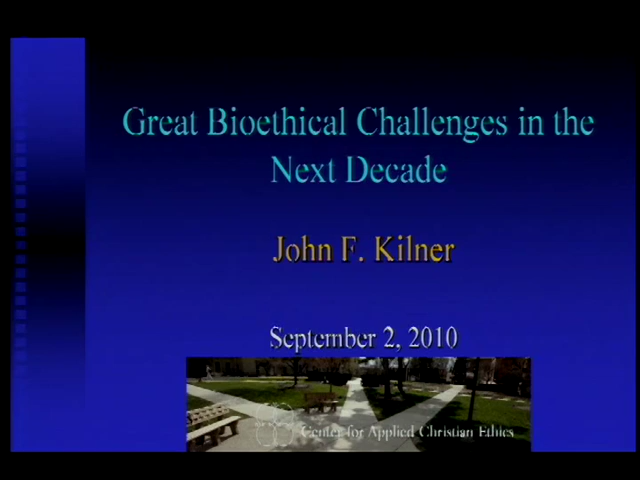 Great Bioethical Challenges in the
Next Decade
John F. Kilner
September 2, 2010
Center for Applied Christian Ethics